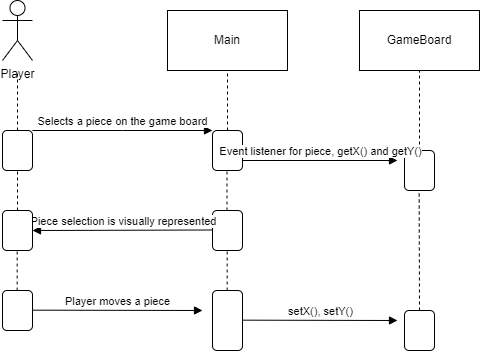 Main
GameBoard
Player
Selects a piece on the game board
Event listener for piece, getX() and getY()
Piece selection is visually represented
Player moves a piece
setX(), setY()